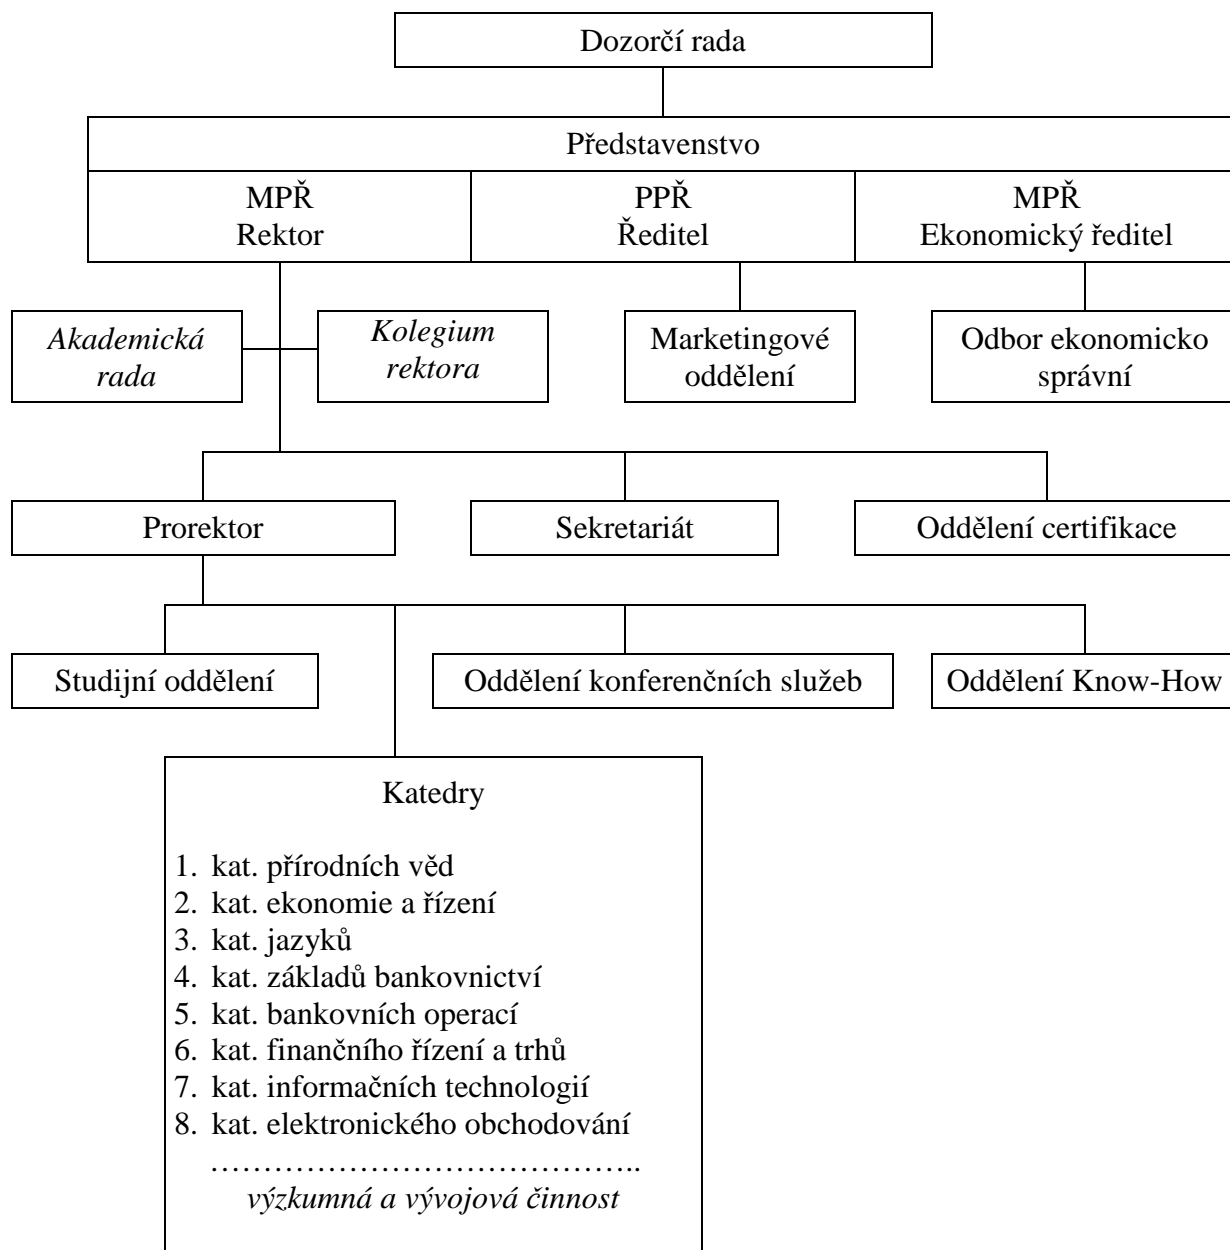 Dozorčí rada
Představenstvo
MPŘ
Rektor
PPŘ
Ředitel
MPŘ
Ekonomický ředitel
Akademická
rada
Kolegium
rektora
Marketingové
oddělení
Odbor ekonomicko
správní
Prorektor
Sekretariát
Oddělení certifikace
Studijní oddělení
Oddělení konferenčních služeb
Oddělení Know-How
Katedry
1. kat. přírodních věd
2. kat. ekonomie a řízení
3. kat. jazyků
4. kat. základů bankovnictví
5. kat. bankovních operací
6. kat. finančního řízení a trhů
7. kat. informačních technologií
8. kat. elektronického obchodování
…………………………………..
výzkumná a vývojová činnost